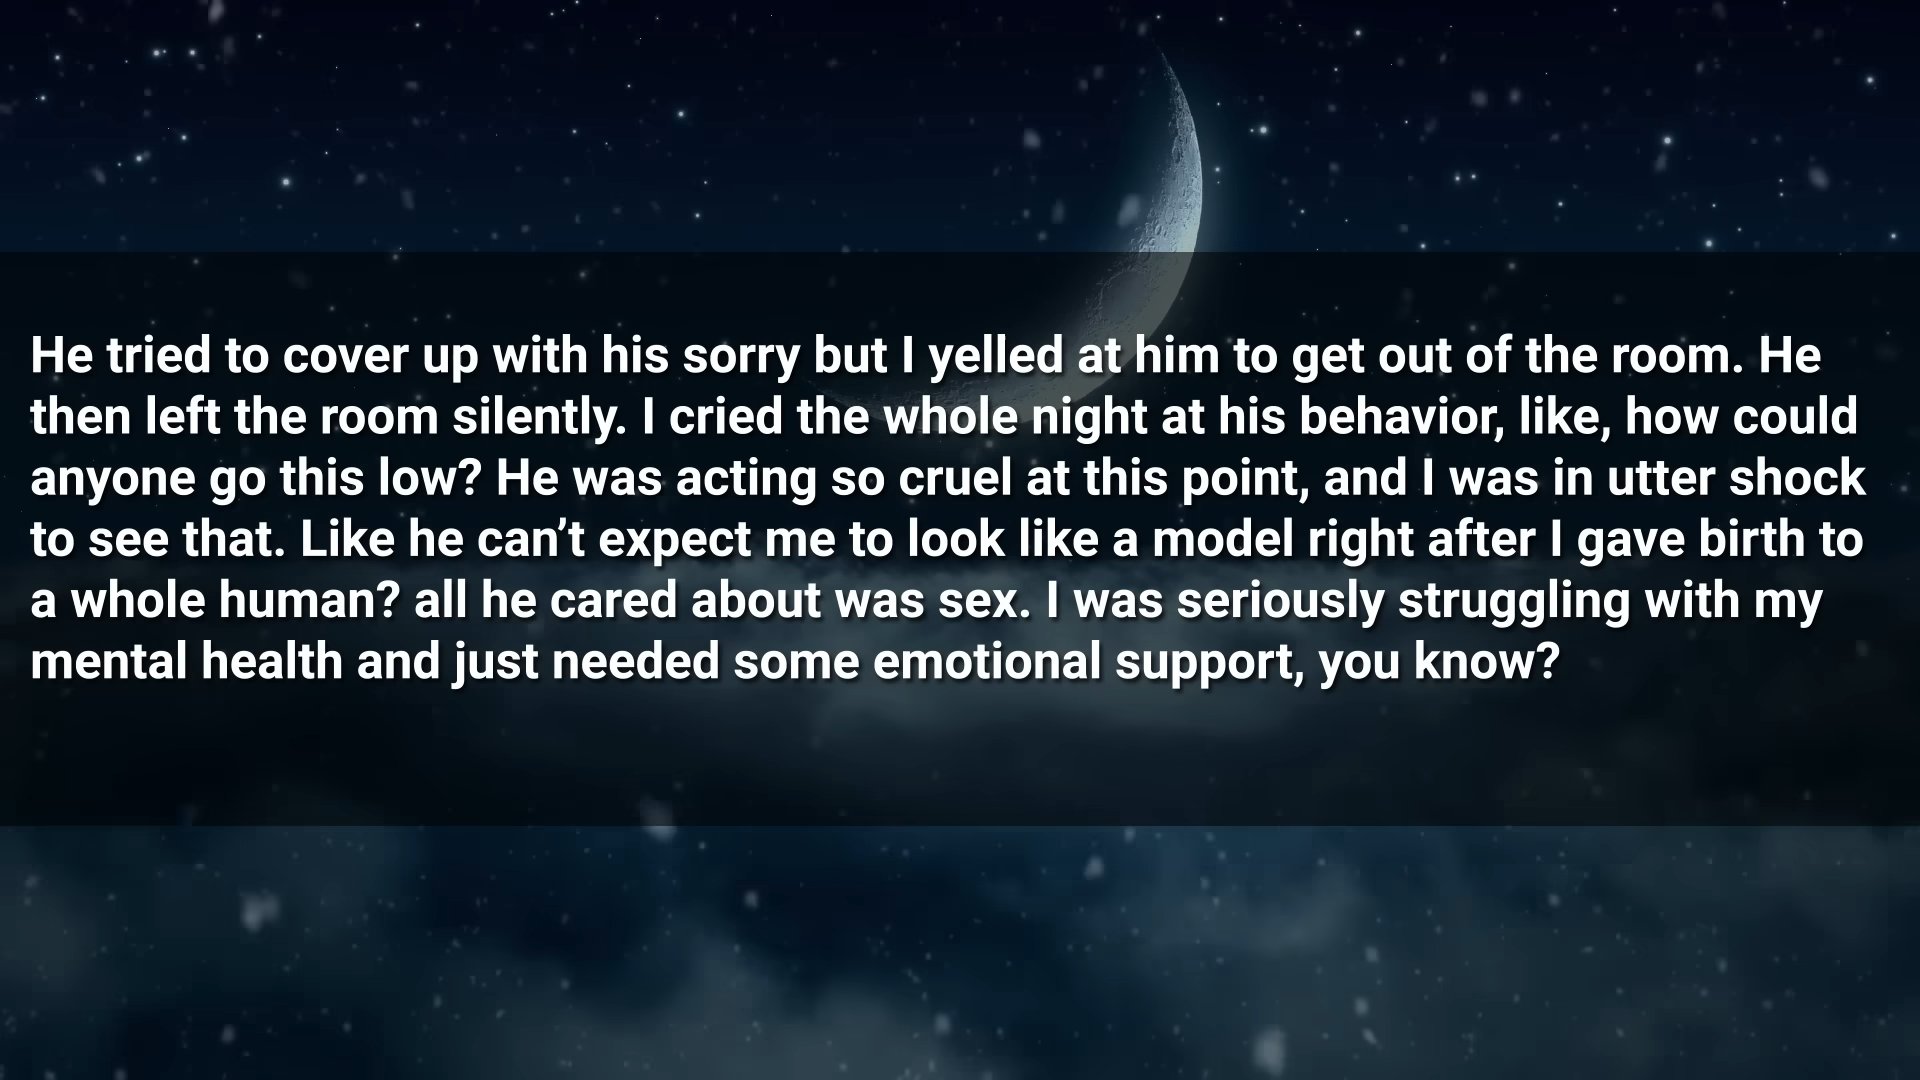 He tried to cover up with his sorry but I yelled at him to get out of the room. He
then left the room silently. I cried the whole night at his behavior, like, how could
anyone go this low? He was acting so cruel at this point, and I was in utter shock
to see that. Like he can’t expect me to look like a model right after I gave birth to
a whole human? all he cared about was sex. I was seriously struggling with my
mental health and just needed some emotional support, you know?